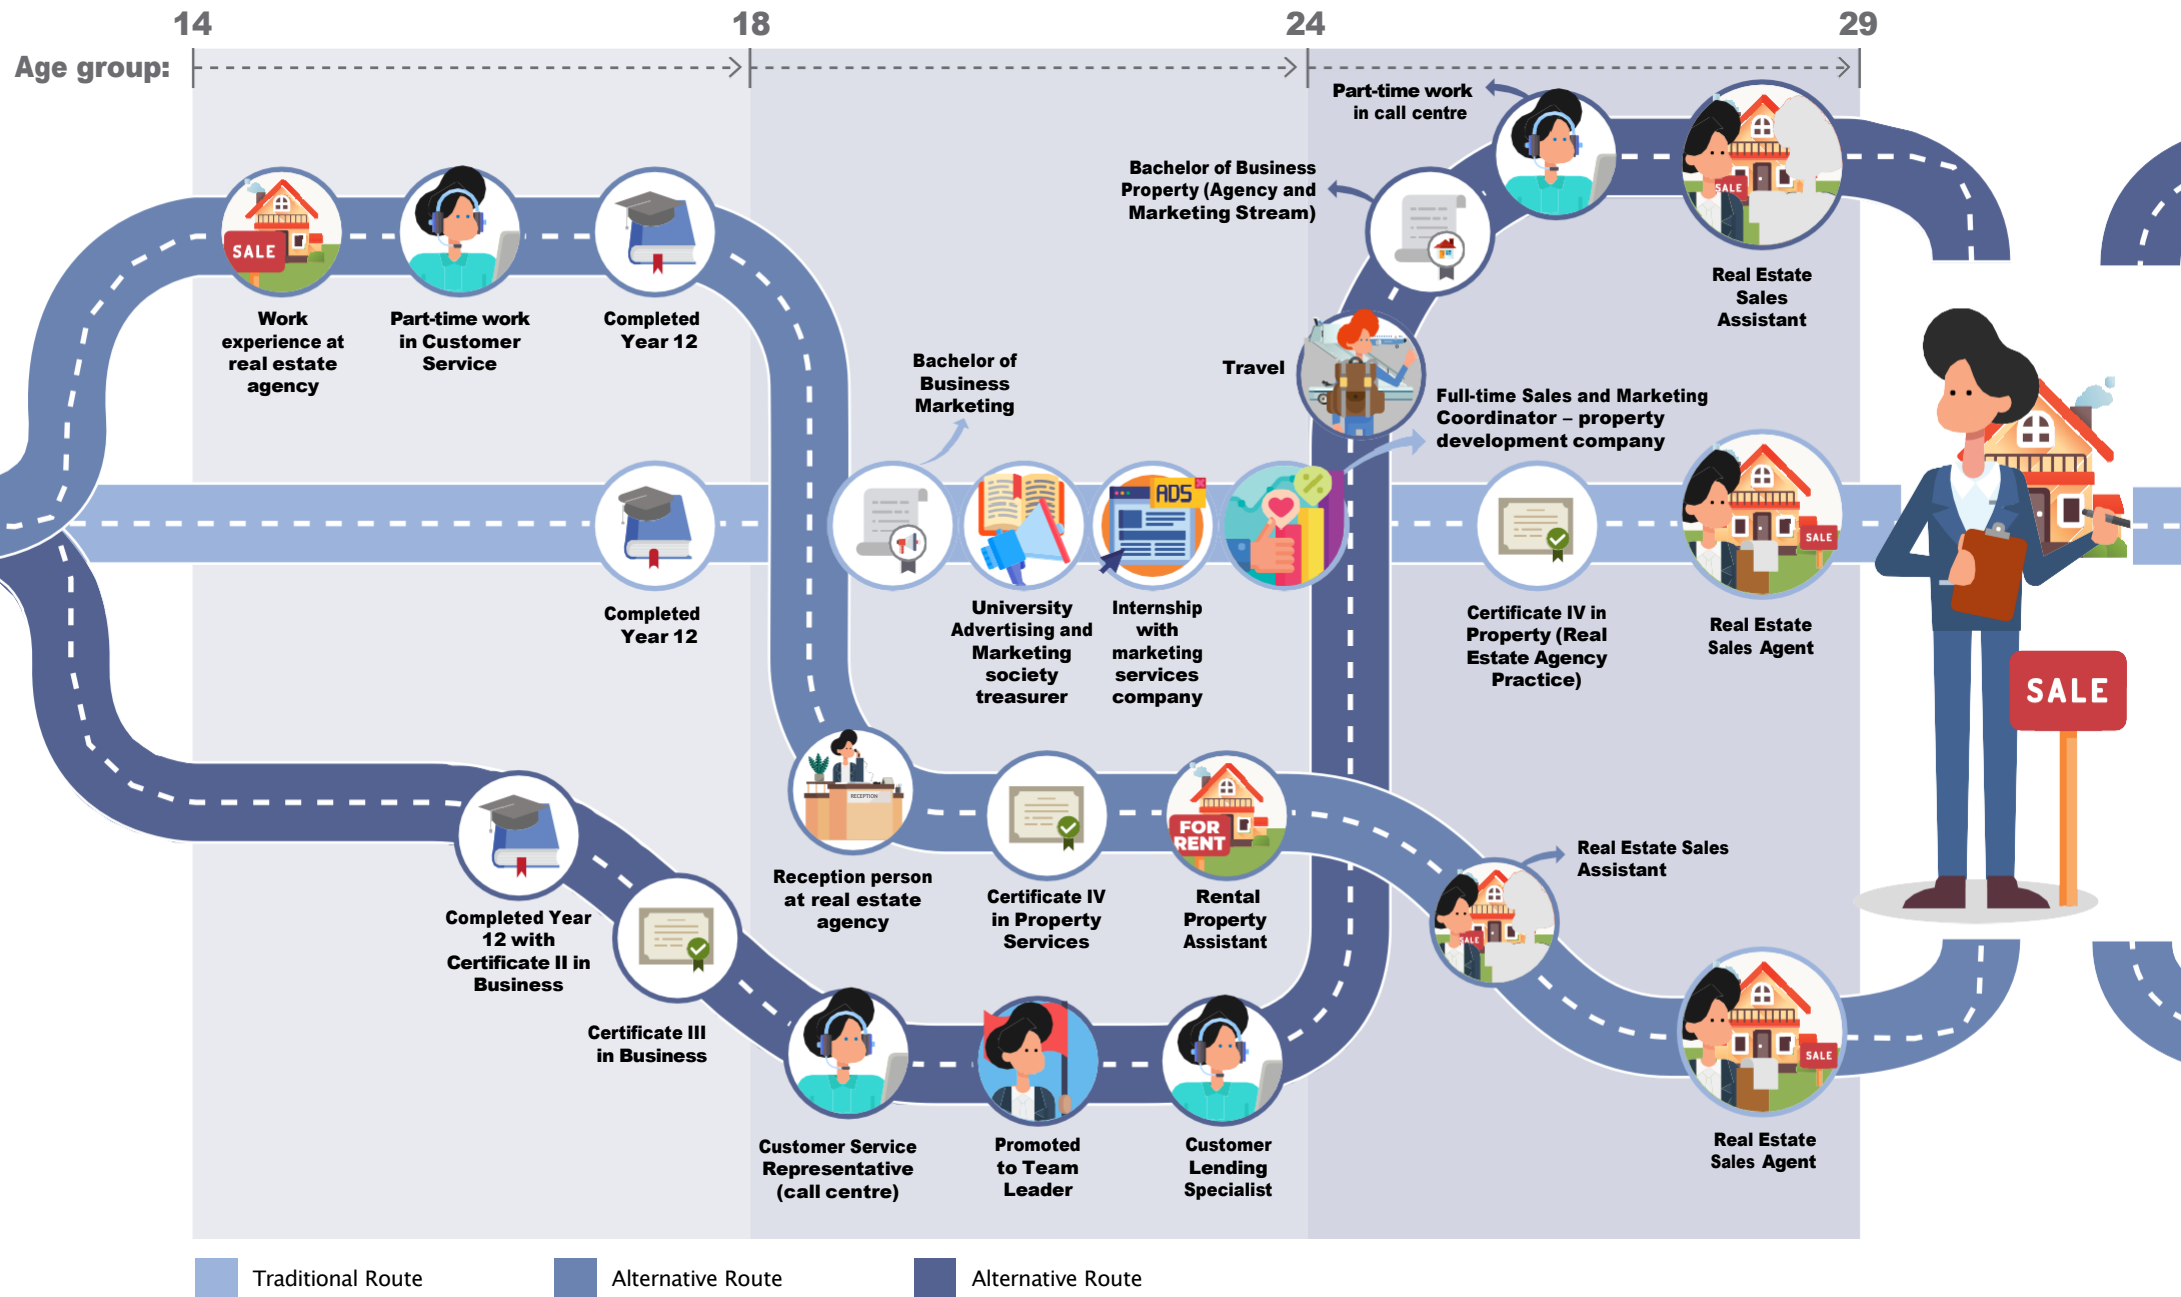 14
18
24
29
Age group:
Part-time work
in call centre
Bachelor of Business
Property (Agency and
Marketing Stream)
SALE
Real Estate
Sales
Assistant
SALE
Work
experience at
real estate
agency
Part-time work
in Customer
Service
Completed
Year 12
Bachelor of
Business
Marketing
Travel
Full-time Sales and Marketing
Coordinator – property
development company
ADS
SALE
Completed
Year 12
University
Advertising and
Marketing
society
treasurer
Internship
with
marketing
services
company
Certificate IV in
Property (Real
Estate Agency
Practice)
Real Estate
Sales Agent
SALE
RECEPTION
FOR
RENT
Reception person
at real estate
agency
Certificate IV
in Property
Services
Rental
Property
Assistant
Real Estate Sales
Assistant
SALE
Completed Year
12 with
Certificate II in
Business
Certificate III
in Business
SALE
Customer Service
Representative
(call centre)
Promoted
to Team
Leader
Customer
Lending
Specialist
Real Estate
Sales Agent
Traditional Route
Alternative Route
Alternative Route